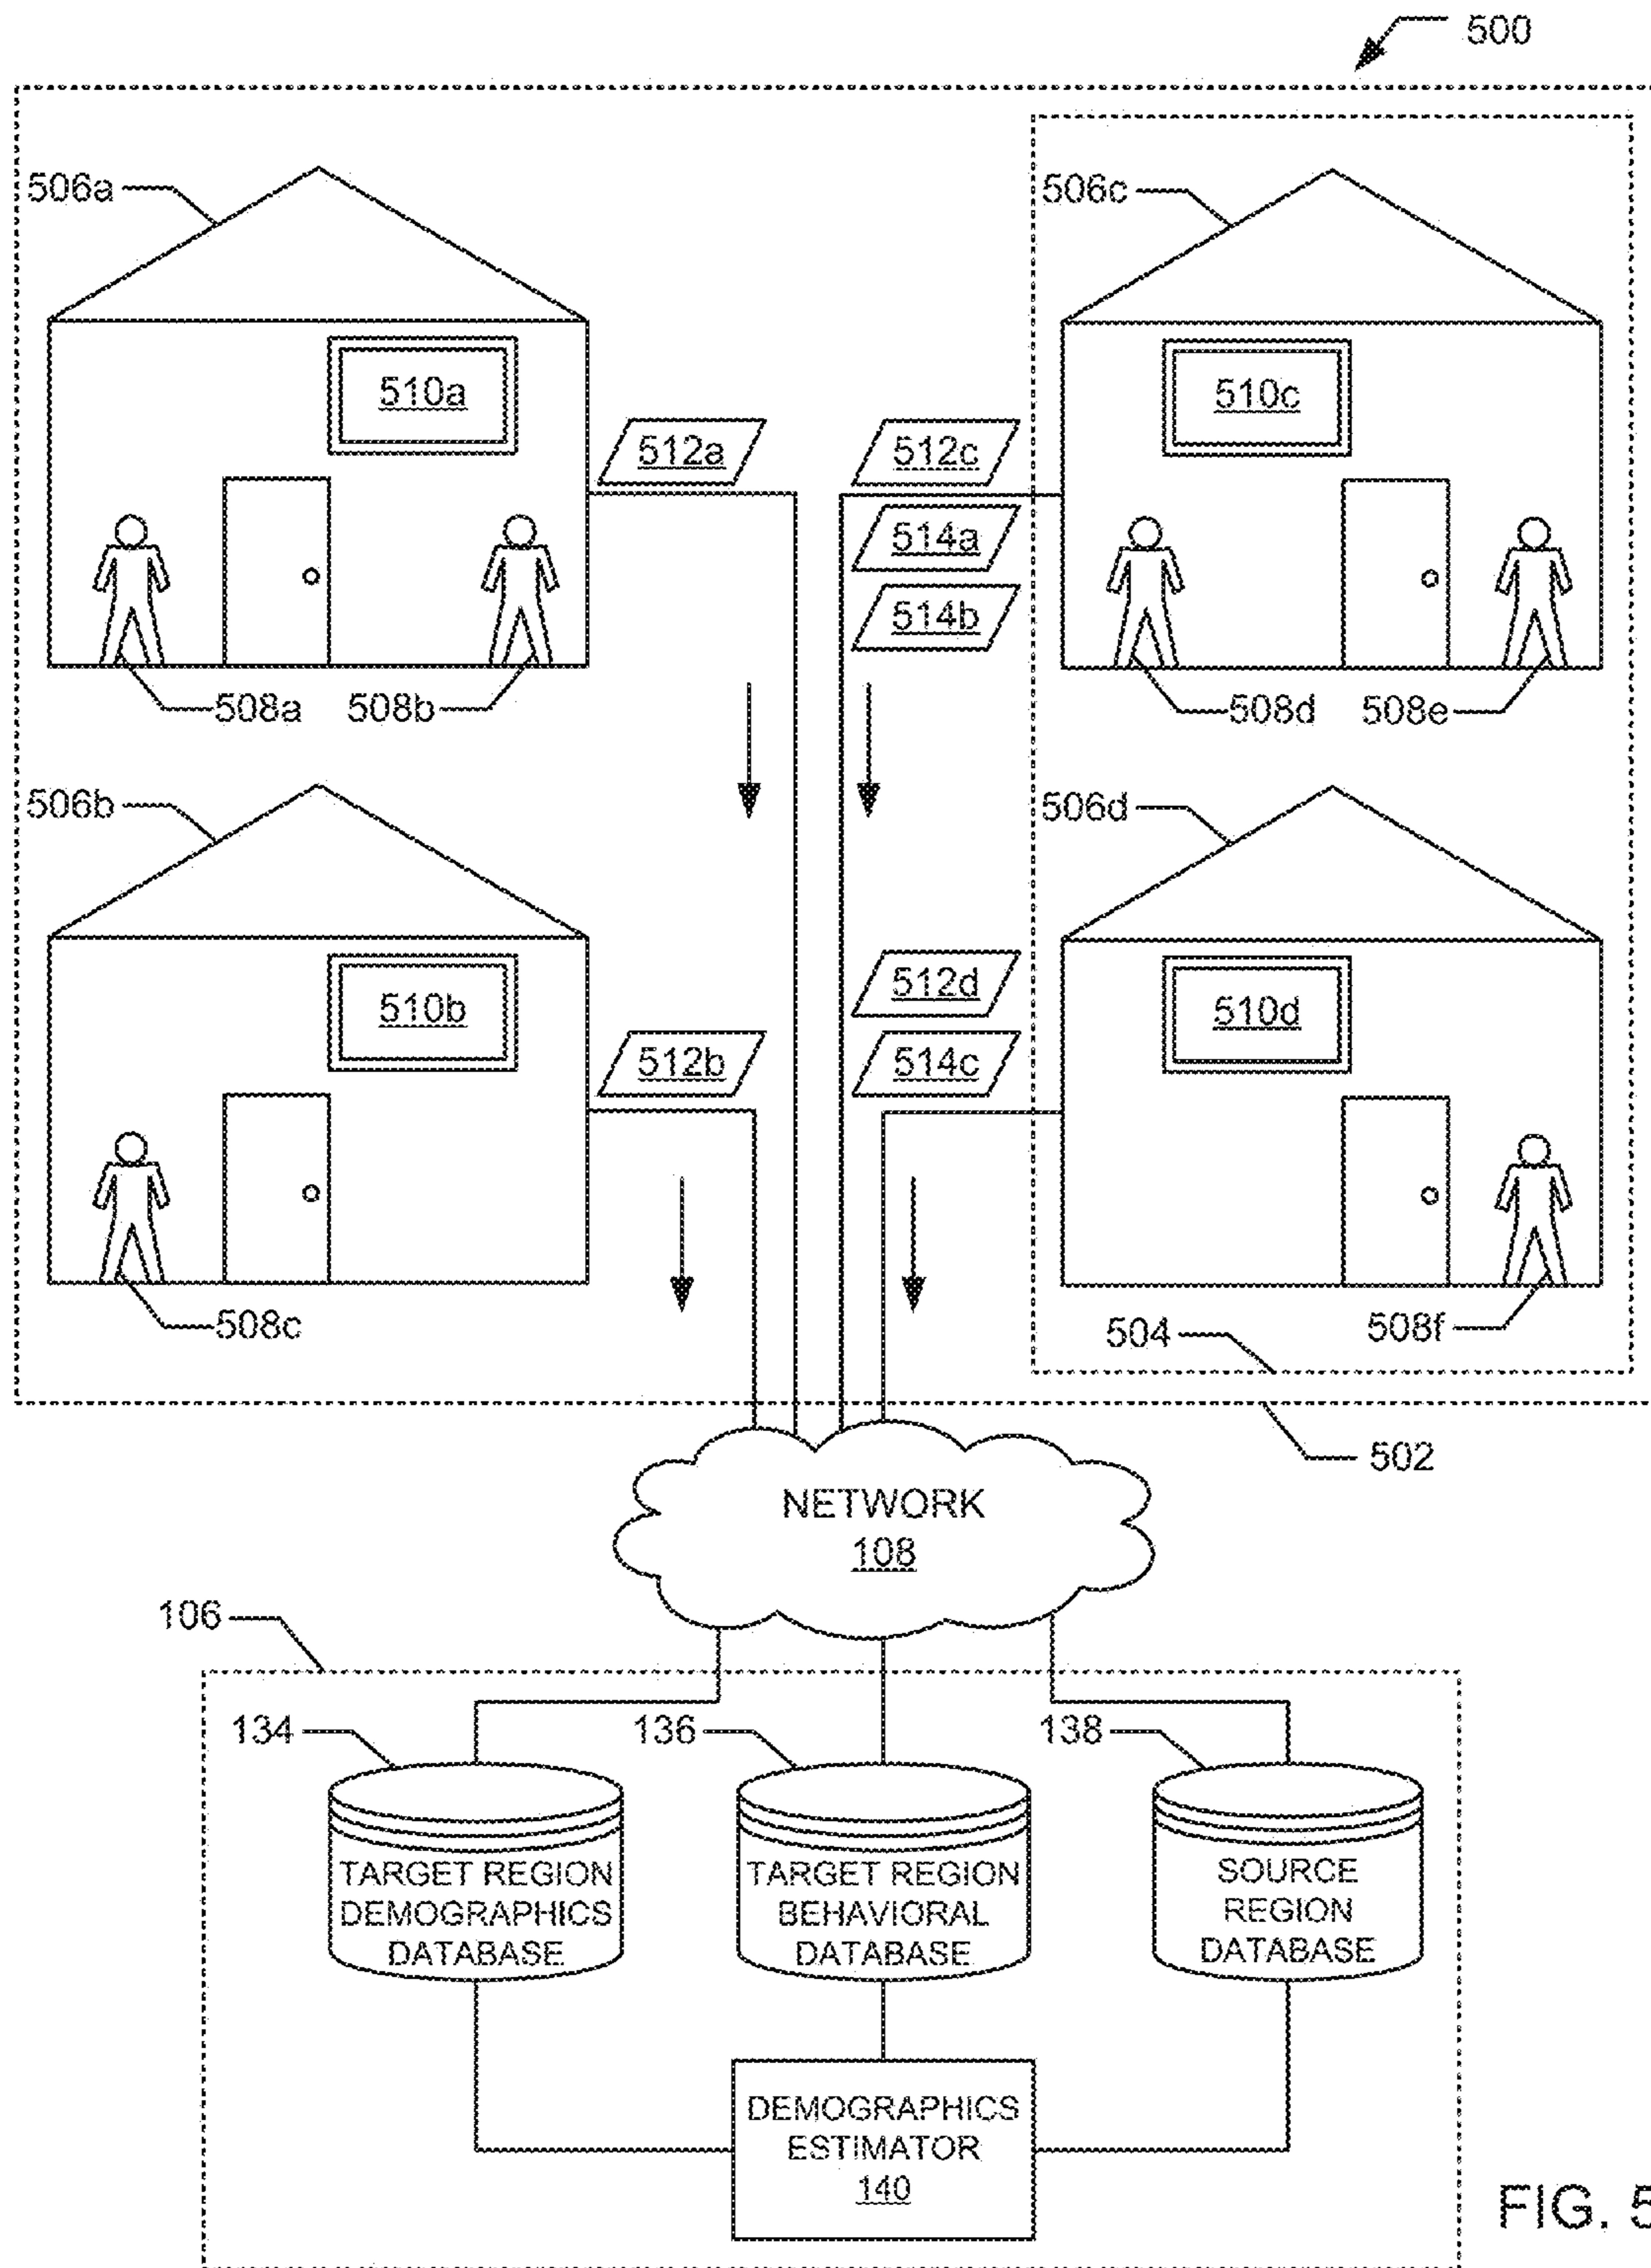 500
506a
506c
510a
510c
512a
512c
514a
514b
508a
508b
508d
508e
506b
506d
510b
510d
512d
512b
514c
508c
504
508f
502
NETWORK
108
106
134
136
138
TARGET REGION
DEMOGRAPHICS
DATABASE
TARGET REGION
BEHAVIORAL
DATABASE
SOURCE
REGION
DATABASE
DEMOGRAPHICS
ESTIMATOR
140
FIG. 5